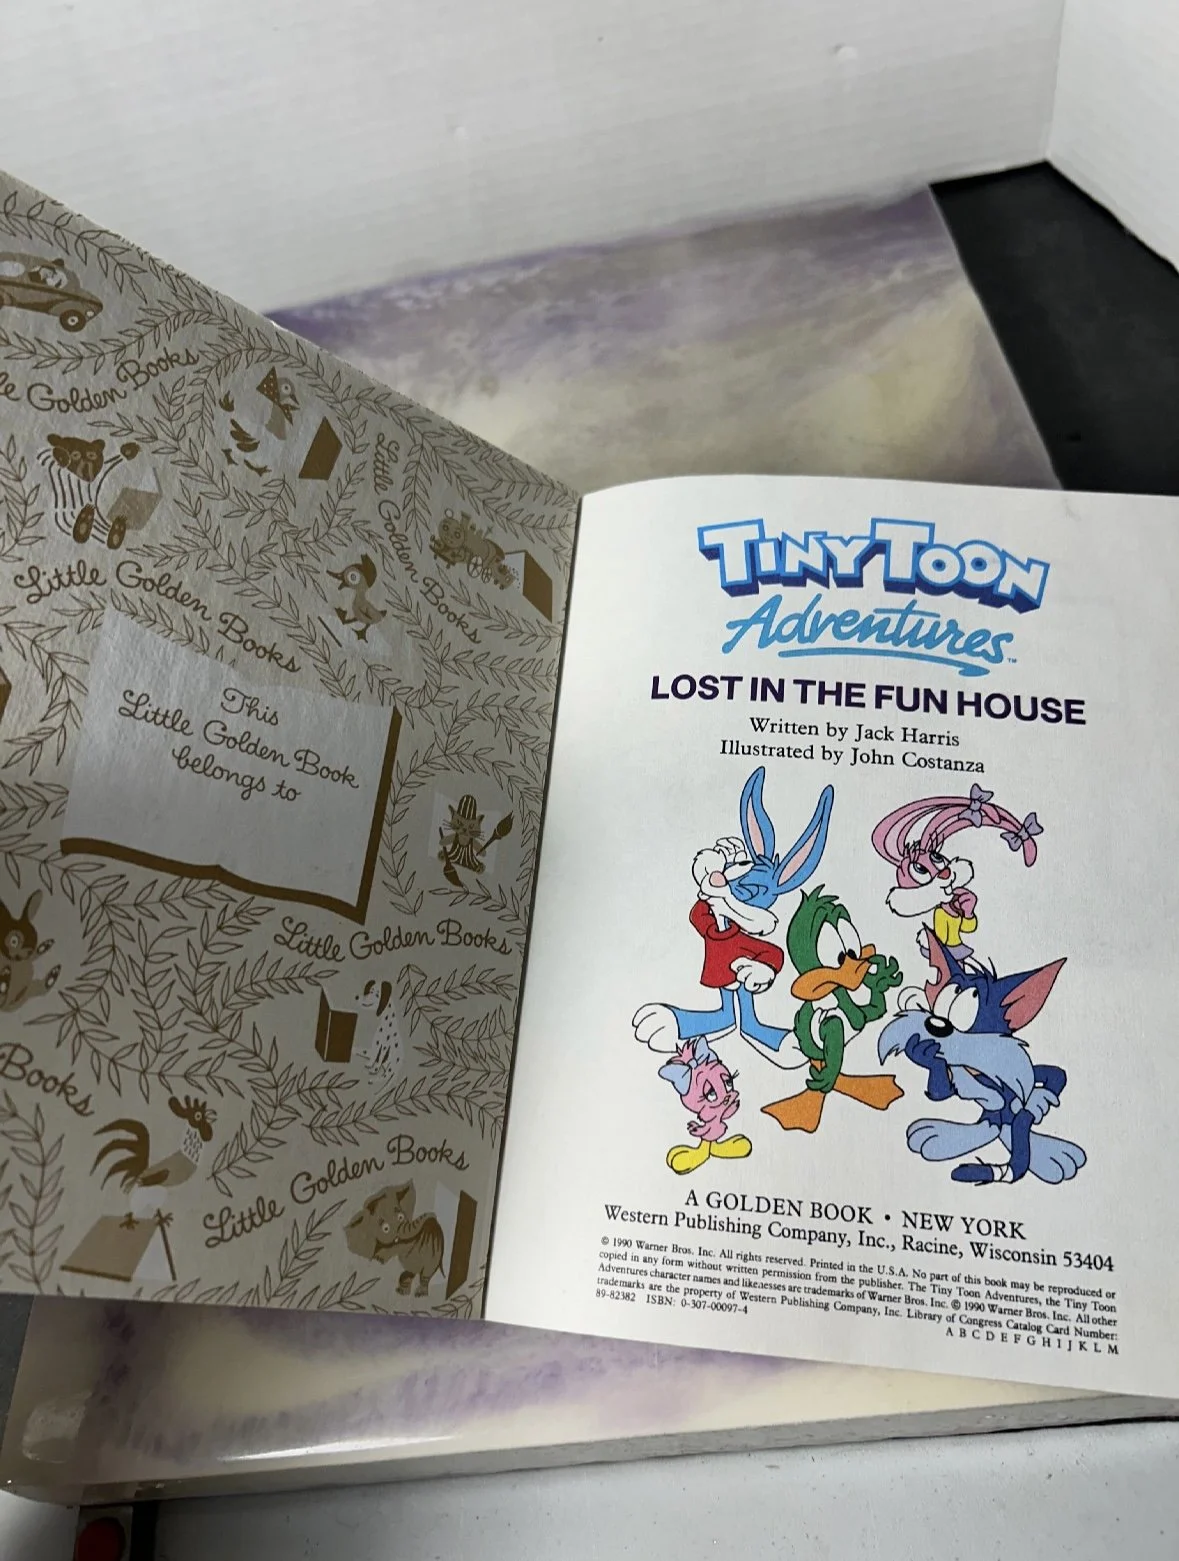 le Golden Books
Little Golden Books
Little Golden Books
This
Little Golden Book
belongs to
Little Golden Books
Books
Little Golden Books
TINY TOON
Adventures™
LOST IN THE FUN HOUSE
Written by Jack Harris
Illustrated by John Costanza
A GOLDEN BOOK • NEW YORK
Western Publishing Company, Inc., Racine, Wisconsin 53404
© 1990 Warner Bros. Inc. All rights reserved. Printed in the U.S.A. No part of this book may be reproduced or
copied in any form without written permission from the publisher. The Tiny Toon Adventures, the Tiny Toon
Adventures character names and likenesses are trademarks of Warner Bros. Inc. © 1990 Warner Bros. Inc. All other
trademarks are the property of Western Publishing Company, Inc. Library of Congress Catalog Card Number:
89-82382 ISBN: 0-307-00097-4
A B C D E F G H I J K L M